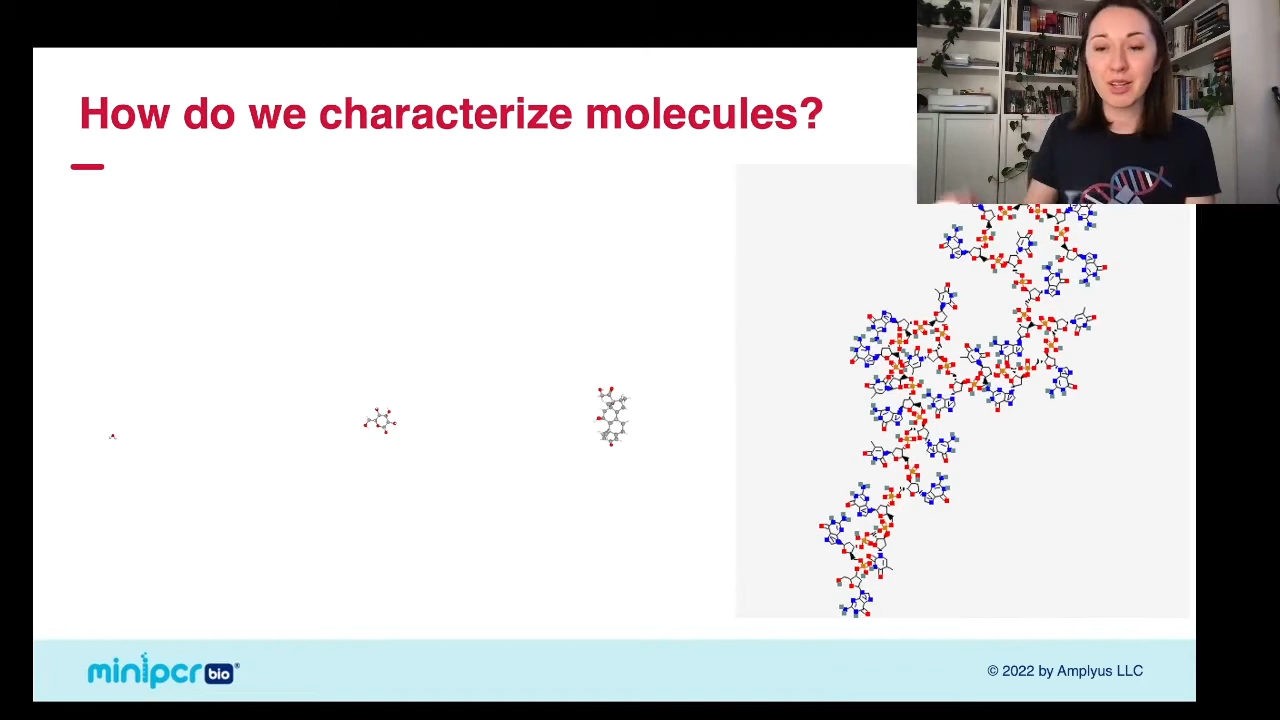 How do we characterize molecules?
minipcr bio®
© 2022 by Amplyus LLC